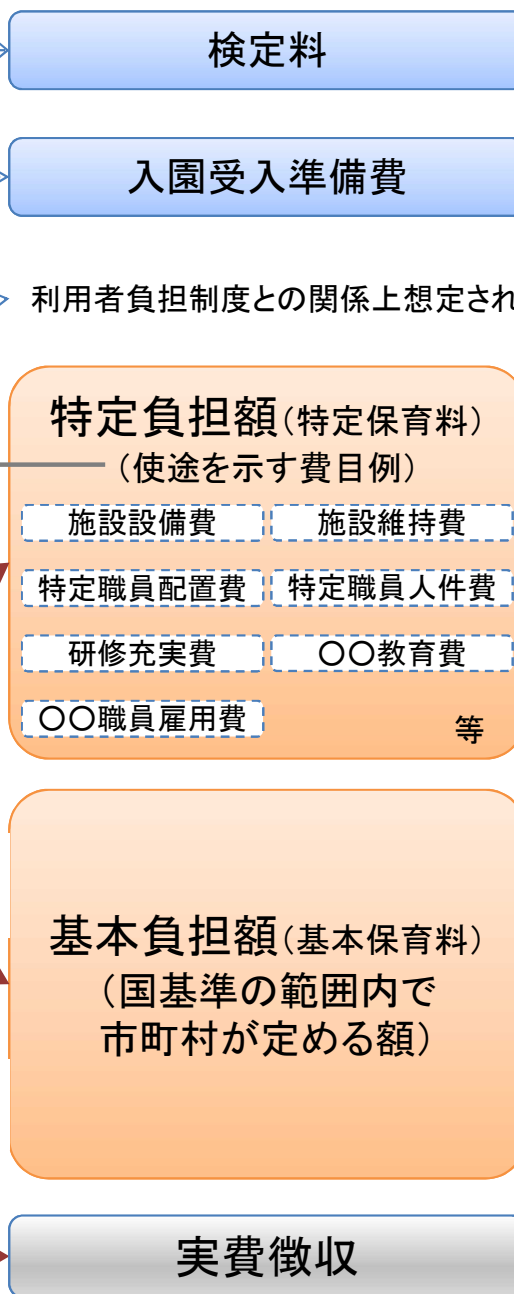 検定料
入園受入準備費
利用者負担制度との関係上想定され
特定負担額(特定保育料)
(使途を示す費目例)
施設設備費 施設維持費
特定職員配置費 特定職員人件費
研修充実費 〇〇教育費
〇〇職員雇用費 等
基本負担額(基本保育料)
(国基準の範囲内で
市町村が定める額)
実費徴収